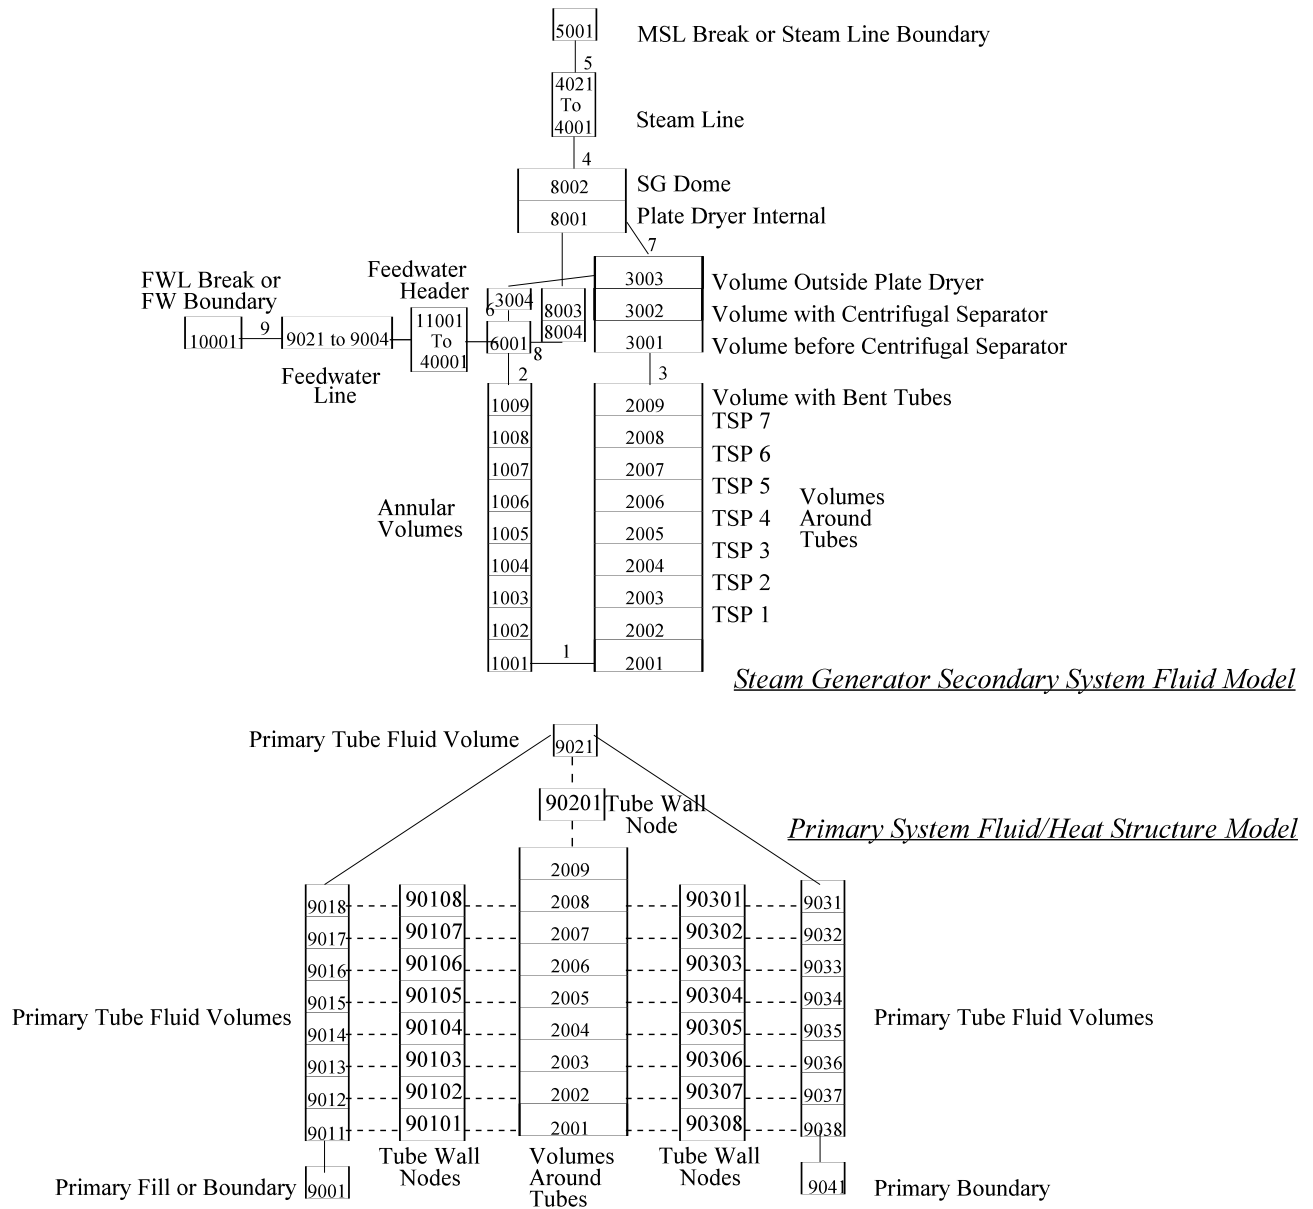 5001
MSL Break or Steam Line Boundary
5
4021
To
4001
Steam Line
4
8002
SG Dome
8001
Plate Dryer Internal
7
FWL Break or
FW Boundary
Feedwater
Header
3003
Volume Outside Plate Dryer
3004
6
8003
3002
Volume with Centrifugal Separator
10001
9
9021 to 9004
11001
To
40001
6001
8004
8
3001
Volume before Centrifugal Separator
Feedwater
Line
2
3
1009
2009
Volume with Bent Tubes
TSP 7
1008
2008
TSP 6
1007
2007
TSP 5
1006
2006
TSP 4
1005
2005
TSP 3
1004
2004
TSP 2
1003
2003
TSP 1
1002
2002
1001
1
2001
Annular
Volumes
Volumes
Around
Tubes
Steam Generator Secondary System Fluid Model
Primary Tube Fluid Volume
9021
90201
Tube Wall
Node
Primary System Fluid/Heat Structure Model
2009
9018
90108
2008
90301
9031
9017
90107
2007
90302
9032
9016
90106
2006
90303
9033
9015
90105
2005
90304
9034
Primary Tube Fluid Volumes
Primary Tube Fluid Volumes
9014
90104
2004
90305
9035
9013
90103
2003
90306
9036
9012
90102
2002
90307
9037
9011
90101
2001
90308
9038
Tube Wall
Nodes
Volumes
Around
Tubes
Tube Wall
Nodes
Primary Fill or Boundary
9001
9041
Primary Boundary